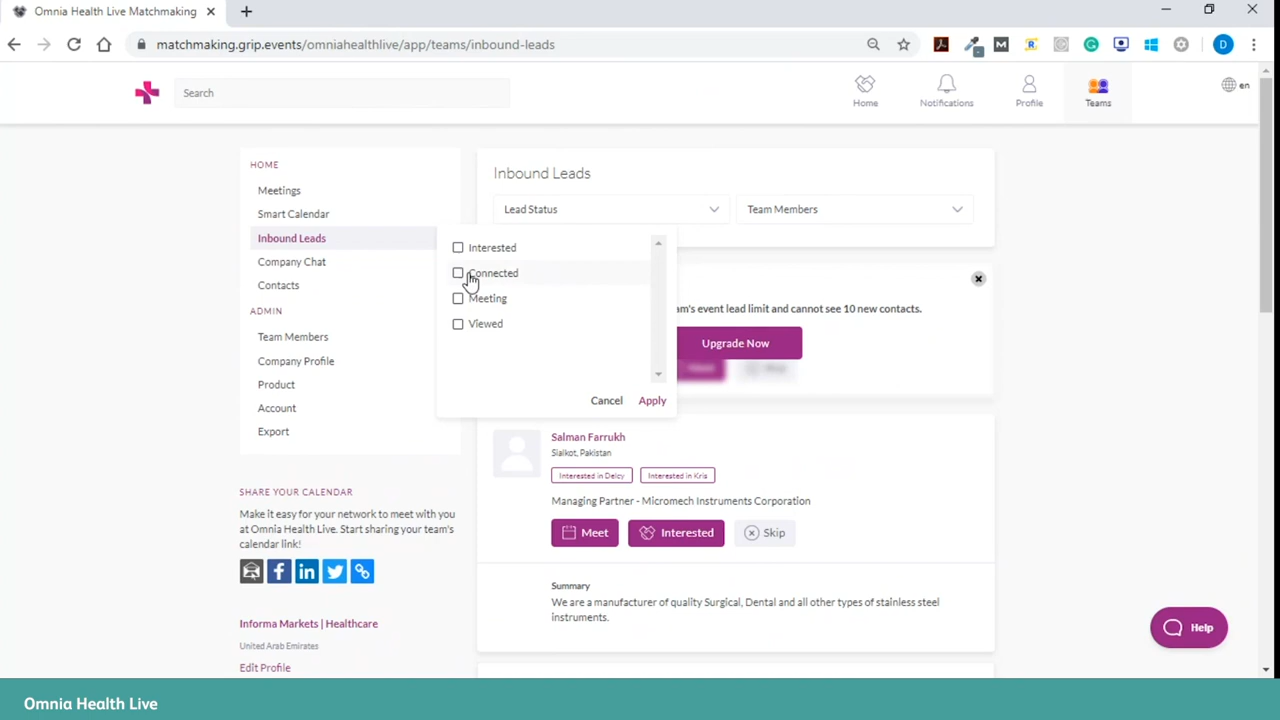 Omnia Health Live Matchmaking
matchmaking.grip.events/omniahealthlive/app/teams/inbound-leads
M
R
D
Search
Home
Notifications
Profile
Teams
en
HOME
Meetings
Smart Calendar
Inbound Leads
Company Chat
Contacts
ADMIN
Team Members
Company Profile
Product
Account
Export
SHARE YOUR CALENDAR
Make it easy for your network to meet with you
at Omnia Health Live. Start sharing your team's
calendar link!
Informa Markets | Healthcare
United Arab Emirates
Edit Profile
Inbound Leads
Lead Status
Team Members
Interested
Connected
Meeting
Viewed
Cancel
Apply
am's event lead limit and cannot see 10 new contacts.
Upgrade Now
Salman Farrukh
Sialkot, Pakistan
Interested in Delcy
Interested in Kris
Managing Partner - Micromech Instruments Corporation
Meet
Interested
Skip
Summary
We are a manufacturer of quality Surgical, Dental and all other types of stainless steel
instruments.
Help
Omnia Health Live